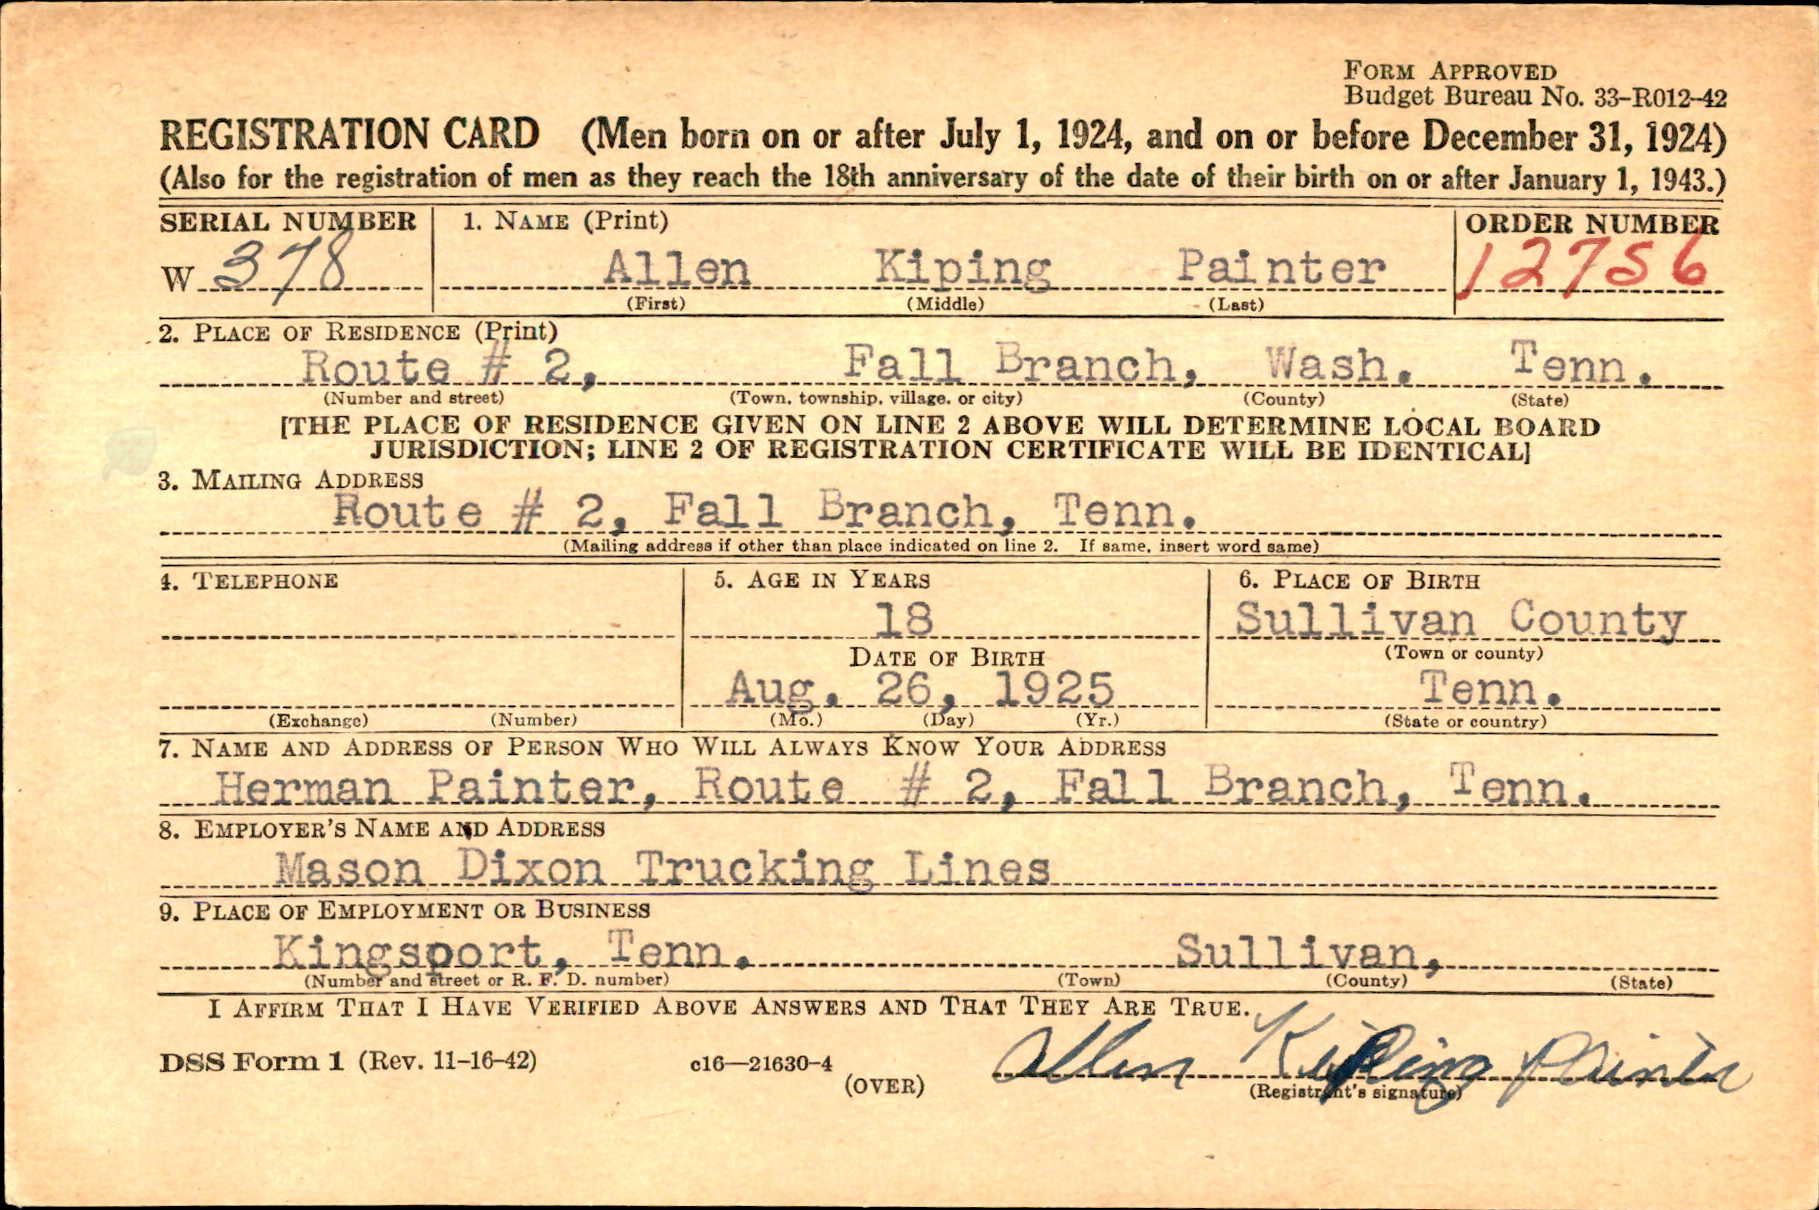 FORM APPROVED
Budget Bureau No. 33–R012–42
REGISTRATION CARD (Men born on or after July 1, 1924, and on or before December 31, 1924)
(Also for the registration of men as they reach the 18th anniversary of the date of their birth on or after January 1, 1943.)
SERIAL NUMBER 1. NAME (Print) ORDER NUMBER
W 378 Allen Kiping Painter 12756
(First) (Middle) (Last)
2. PLACE OF RESIDENCE (Print)
Route # 2, Fall Branch, Wash. Tenn.
(Number and street) (Town, township, village, or city) (County) (State)
[THE PLACE OF RESIDENCE GIVEN ON LINE 2 ABOVE WILL DETERMINE LOCAL BOARD
JURISDICTION; LINE 2 OF REGISTRATION CERTIFICATE WILL BE IDENTICAL]
3. MAILING ADDRESS
Route # 2, Fall Branch, Tenn.
(Mailing address if other than place indicated on line 2. If same, insert word same)
4. TELEPHONE 5. AGE IN YEARS 6. PLACE OF BIRTH
18 Sullivan County
DATE OF BIRTH (Town or county)
Aug. 26, 1925 Tenn.
(Exchange) (Number) (Mo.) (Day) (Yr.) (State or country)
7. NAME AND ADDRESS OF PERSON WHO WILL ALWAYS KNOW YOUR ADDRESS
Herman Painter, Route # 2, Fall Branch, Tenn.
8. EMPLOYER'S NAME AND ADDRESS
Mason Dixon Trucking Lines
9. PLACE OF EMPLOYMENT OR BUSINESS
Kingsport, Tenn. Sullivan,
(Number and street or R. F. D. number) (Town) (County) (State)
I AFFIRM THAT I HAVE VERIFIED ABOVE ANSWERS AND THAT THEY ARE TRUE.
DSS Form 1 (Rev. 11-16-42) c16—21630-4 Allen Kiping Painter
(OVER) (Registrant's signature)